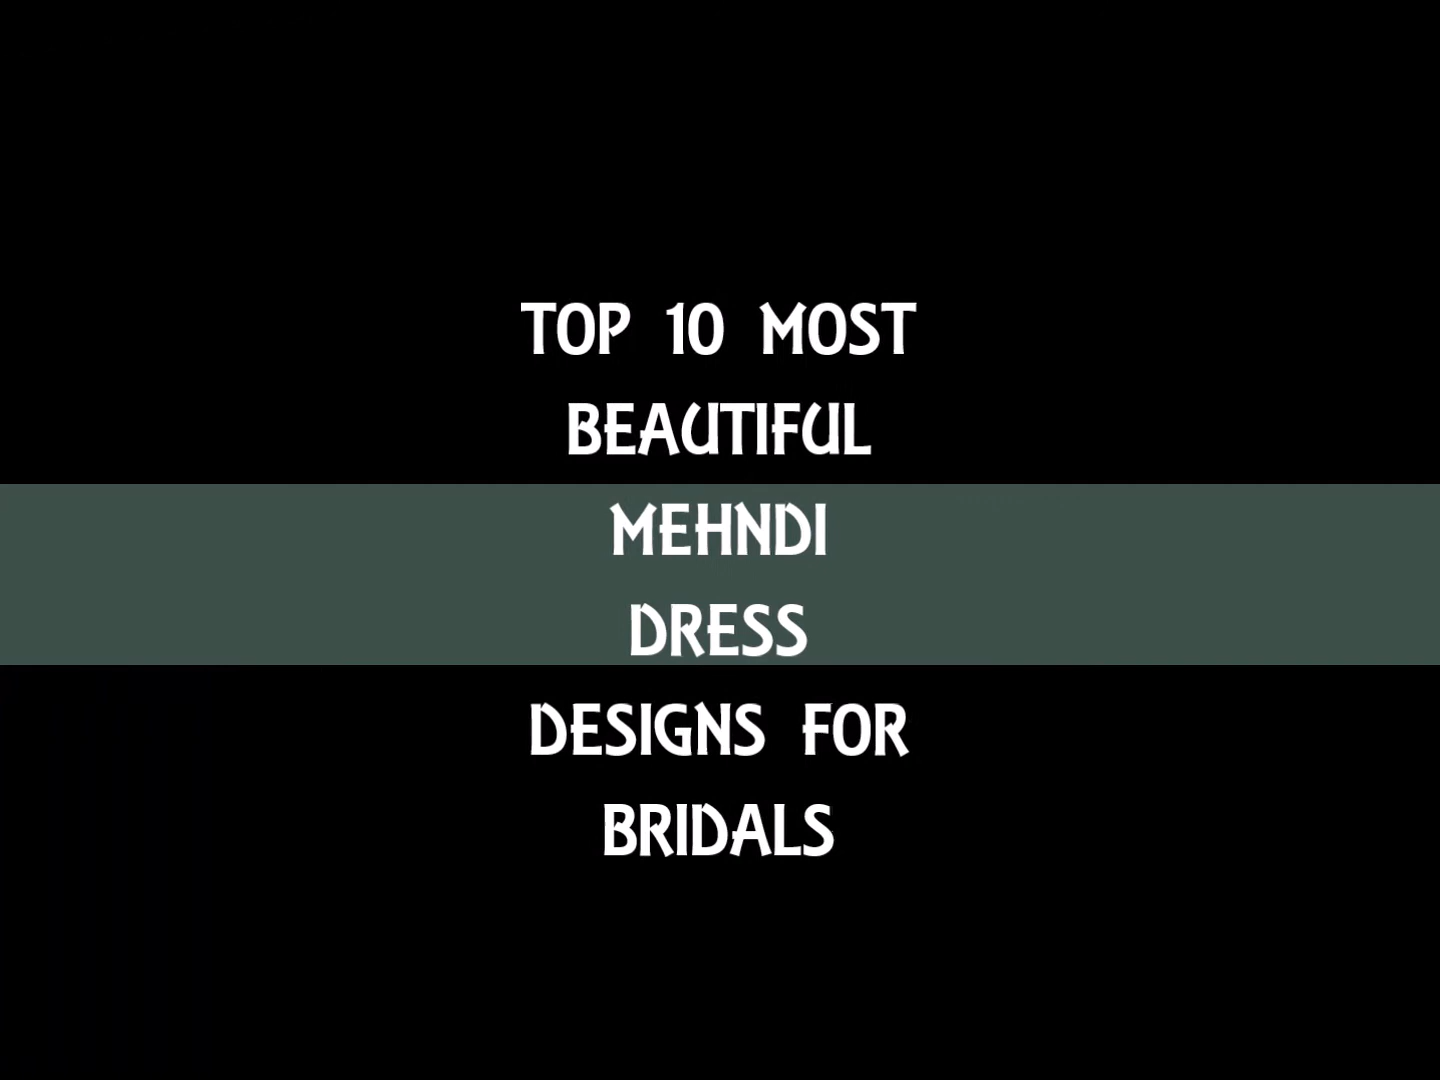 TOP 10 MOST
BEAUTIFUL
MEHNDI
DRESS
DESIGNS FOR
BRIDALS